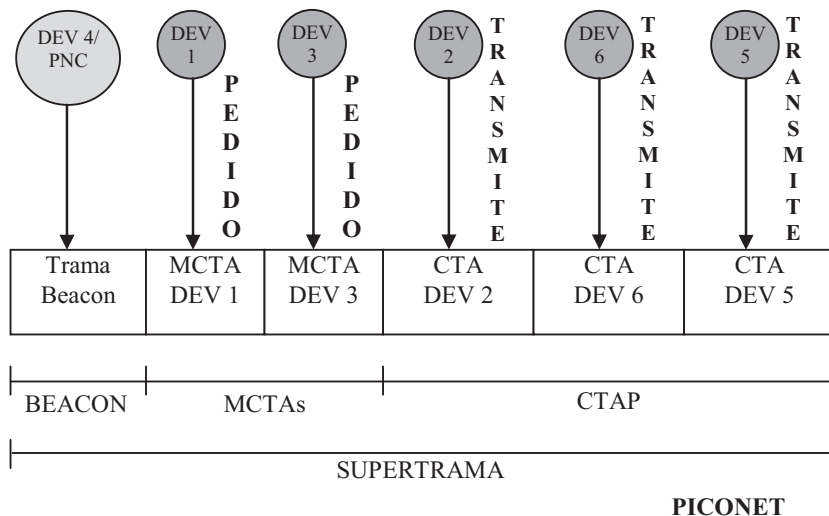 DEV 4/
PNC
DEV
1
PEDIDO
DEV
3
PEDIDO
DEV
2
TRANSMITE
DEV
6
TRANSMITE
DEV
5
TRANSMITE
Trama
Beacon
MCTA
DEV 1
MCTA
DEV 3
CTA
DEV 2
CTA
DEV 6
CTA
DEV 5
BEACON
MCTAs
CTAP
SUPERTRAMA
PICONET